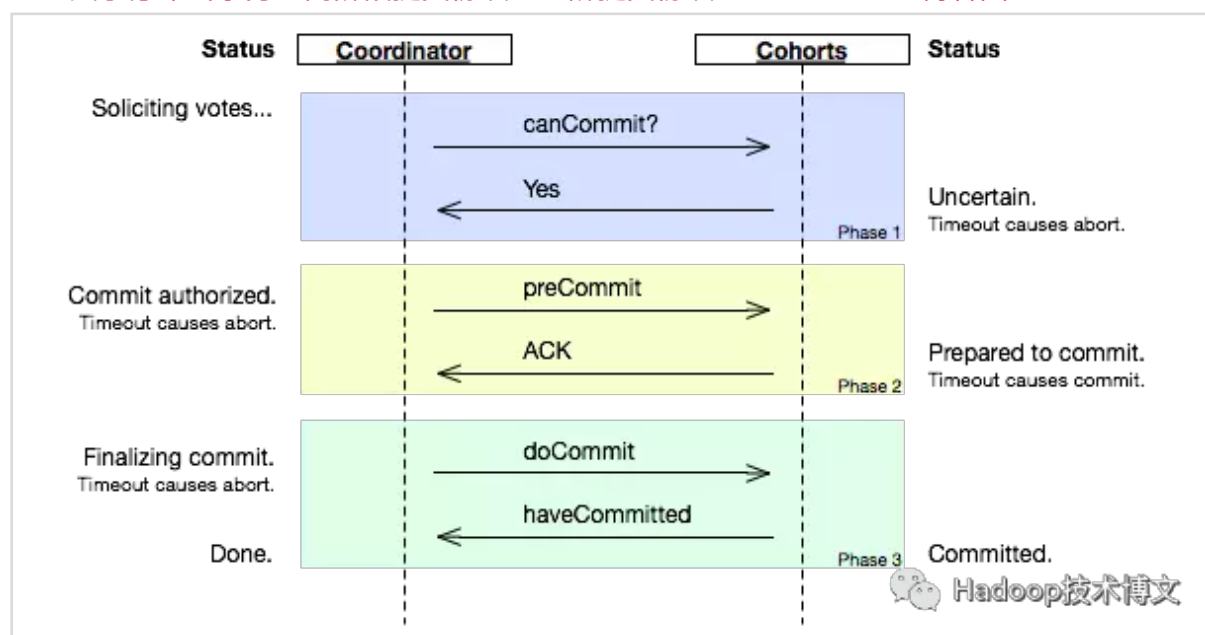 Status Coordinator Cohorts Status
Soliciting votes...
canCommit?
Yes
Uncertain.
Timeout causes abort.
Phase 1
preCommit
Commit authorized.
Timeout causes abort.
ACK
Prepared to commit.
Timeout causes commit.
Phase 2
doCommit
Finalizing commit.
Timeout causes abort.
haveCommitted
Done.
Committed.
Phase 3
Hadoop技术博文